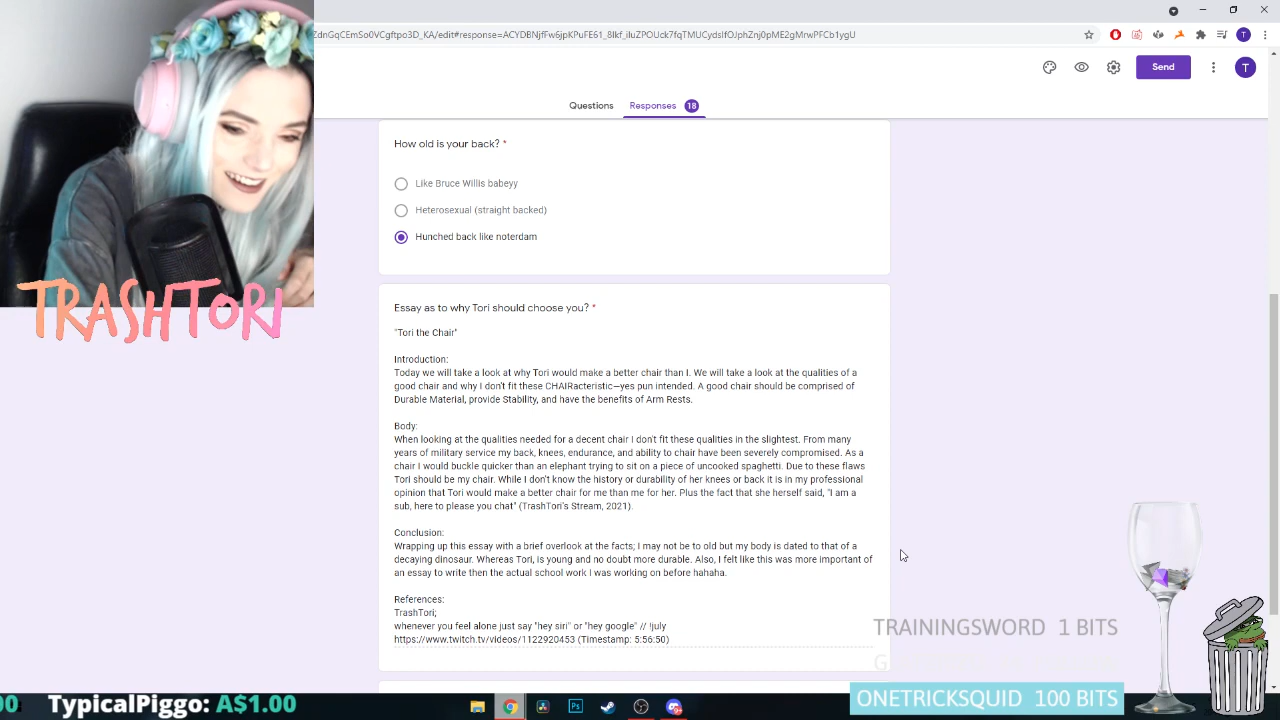 ZdnGqCEmSo0VCgftpo3D_KA/edit#response=ACYDBNjfFw6jpKPuFE61_8lkf_iluZPOUck7fqTMUCydsIfOJphZnj0pME2gMrwPFCb1ygU
T
Send
T
Questions
Responses 18
How old is your back? *
Like Bruce Willis babeyy
Heterosexual (straight backed)
Hunched back like noterdam
TRASHTORI
Essay as to why Tori should choose you? *
"Tori the Chair"
Introduction:
Today we will take a look at why Tori would make a better chair than I. We will take a look at the qualities of a
good chair and why I don't fit these CHAIRacteristic—yes pun intended. A good chair should be comprised of
Durable Material, provide Stability, and have the benefits of Arm Rests.
Body:
When looking at the qualities needed for a decent chair I don't fit these qualities in the slightest. From many
years of military service my back, knees, endurance, and ability to chair have been severely compromised. As a
chair I would buckle quicker than an elephant trying to sit on a piece of uncooked spaghetti. Due to these flaws
Tori should be my chair. While I don't know the history or durability of her knees or back it is in my professional
opinion that Tori would make a better chair for me than me for her. Plus the fact that she herself said, "I am a
sub, here to please you chat" (TrashTori's Stream, 2021).
Conclusion:
Wrapping up this essay with a brief overlook at the facts; I may not be to old but my body is dated to that of a
decaying dinosaur. Whereas Tori, is young and no doubt more durable. Also, I felt like this was more important of
an essay to write then the actual school work I was working on before hahaha.
References:
TrashTori;
whenever you feel alone just say "hey siri" or "hey google" // !july
https://www.twitch.tv/videos/1122920453 (Timestamp: 5:56:50)
TRAININGSWORD 1 BITS
ONETRICKSQUID 100 BITS
00 TypicalPiggo: A$1.00
Ps